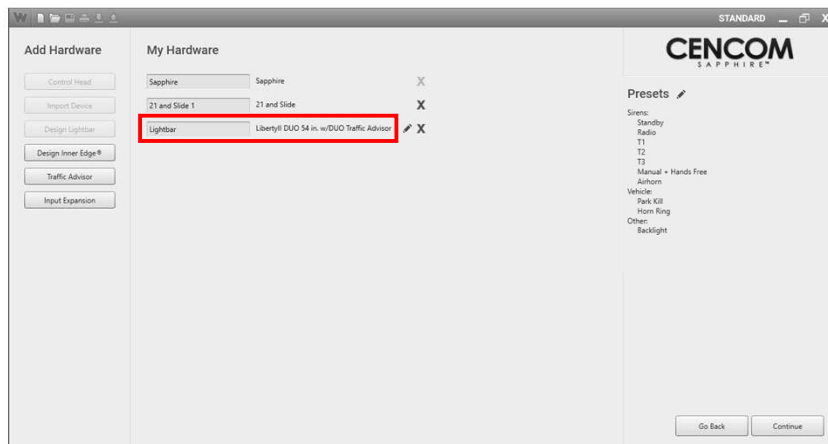 W
STANDARD
Add Hardware
Control Head
Import Device
Design Lightbar
Design Inner Edge®
Traffic Advisor
Input Expansion
My Hardware
Sapphire Sapphire X
21 and Slide 1 21 and Slide X
Lightbar LibertyII DUO 54 in. w/DUO Traffic Advisor X
CENCOM
SAPPHIRE™
Presets
Sirens:
Standby
Radio
T1
T2
T3
Manual + Hands Free
Airhorn
Vehicle:
Park Kill
Horn Ring
Other:
Backlight
Go Back Continue